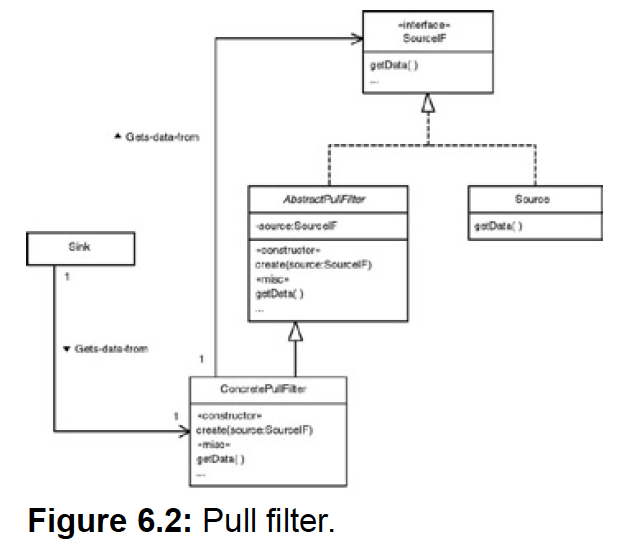 «interface»
SourceIF
getData( )
...
▲ Gets-data-from
AbstractPullFilter
-source:SourceIF
«constructor»
create(source:SourceIF)
«misc»
getData( )
...
Source
getData( )
Sink
1
▼ Gets-data-from
1
1
ConcretePullFilter
«constructor»
create(source:SourceIF)
«misc»
getData( )
...
Figure 6.2: Pull filter.